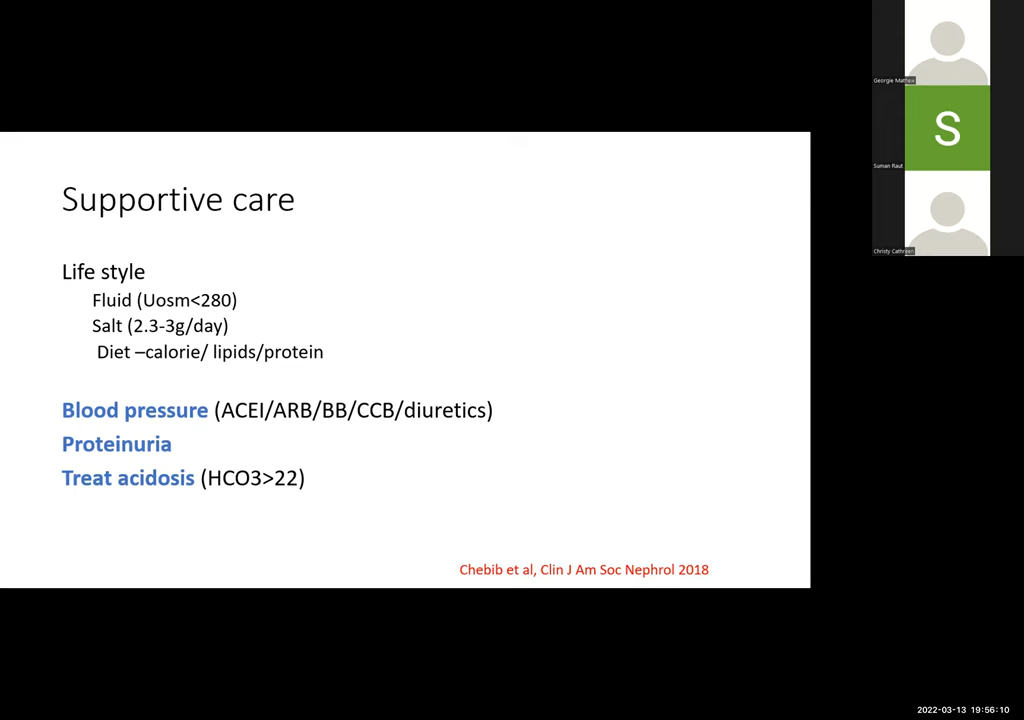 Supportive care
Life style
Fluid (Uosm<280)
Salt (2.3-3g/day)
Diet –calorie/ lipids/protein
Blood pressure (ACEI/ARB/BB/CCB/diuretics)
Proteinuria
Treat acidosis (HCO3>22)
Chebib et al, Clin J Am Soc Nephrol 2018
Georgie Mathew
S
Suman Raut
Christy Cathreen
2022-03-13 19:56:10